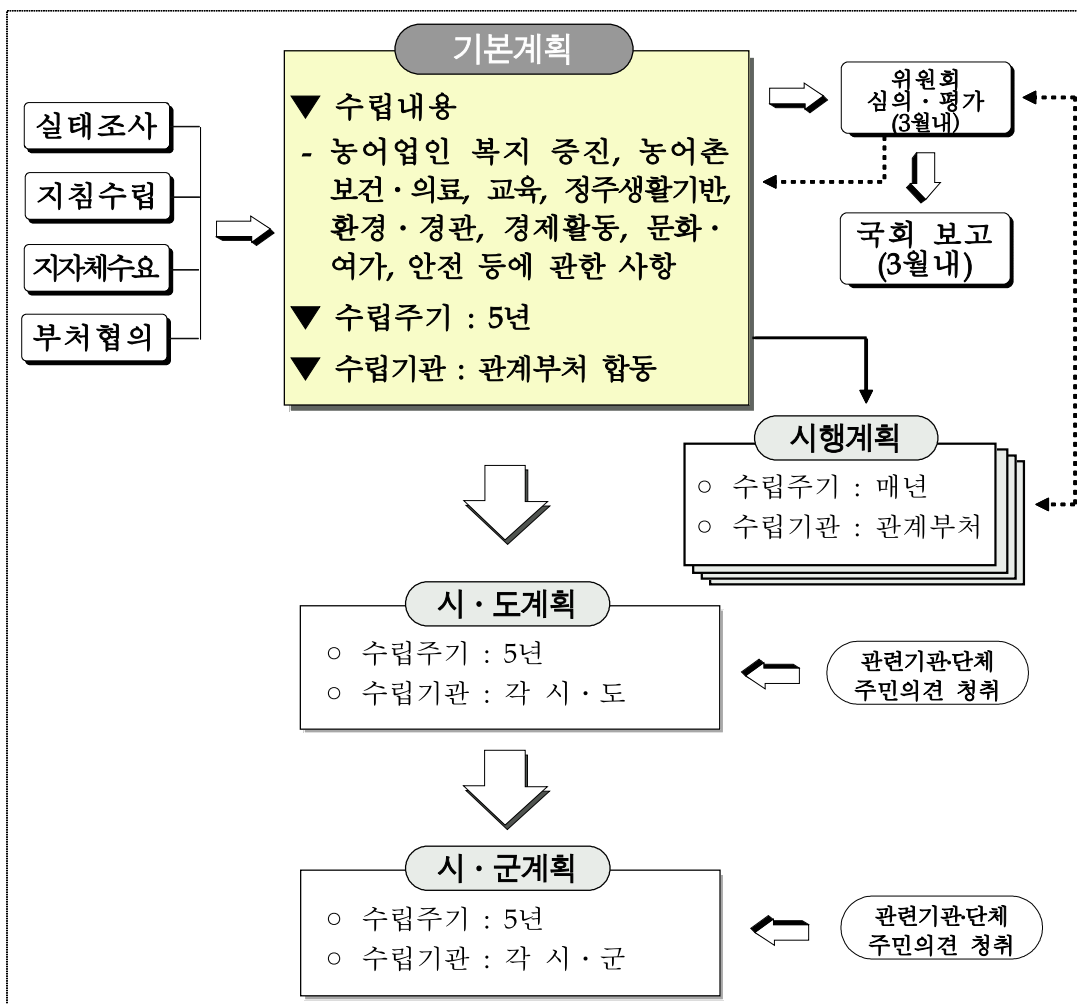 기본계획
실태조사
지침수립
지자체수요
부처협의
▼ 수립내용
- 농어업인 복지 증진, 농어촌
보건·의료, 교육, 정주생활기반,
환경·경관, 경제활동, 문화·
여가, 안전 등에 관한 사항
▼ 수립주기 : 5년
▼ 수립기관 : 관계부처 합동
위원회
심의·평가
(3월내)
국회 보고
(3월내)
시행계획
○ 수립주기 : 매년
○ 수립기관 : 관계부처
시·도계획
○ 수립주기 : 5년
○ 수립기관 : 각 시·도
관련기관·단체
주민의견 청취
시·군계획
○ 수립주기 : 5년
○ 수립기관 : 각 시·군
관련기관·단체
주민의견 청취